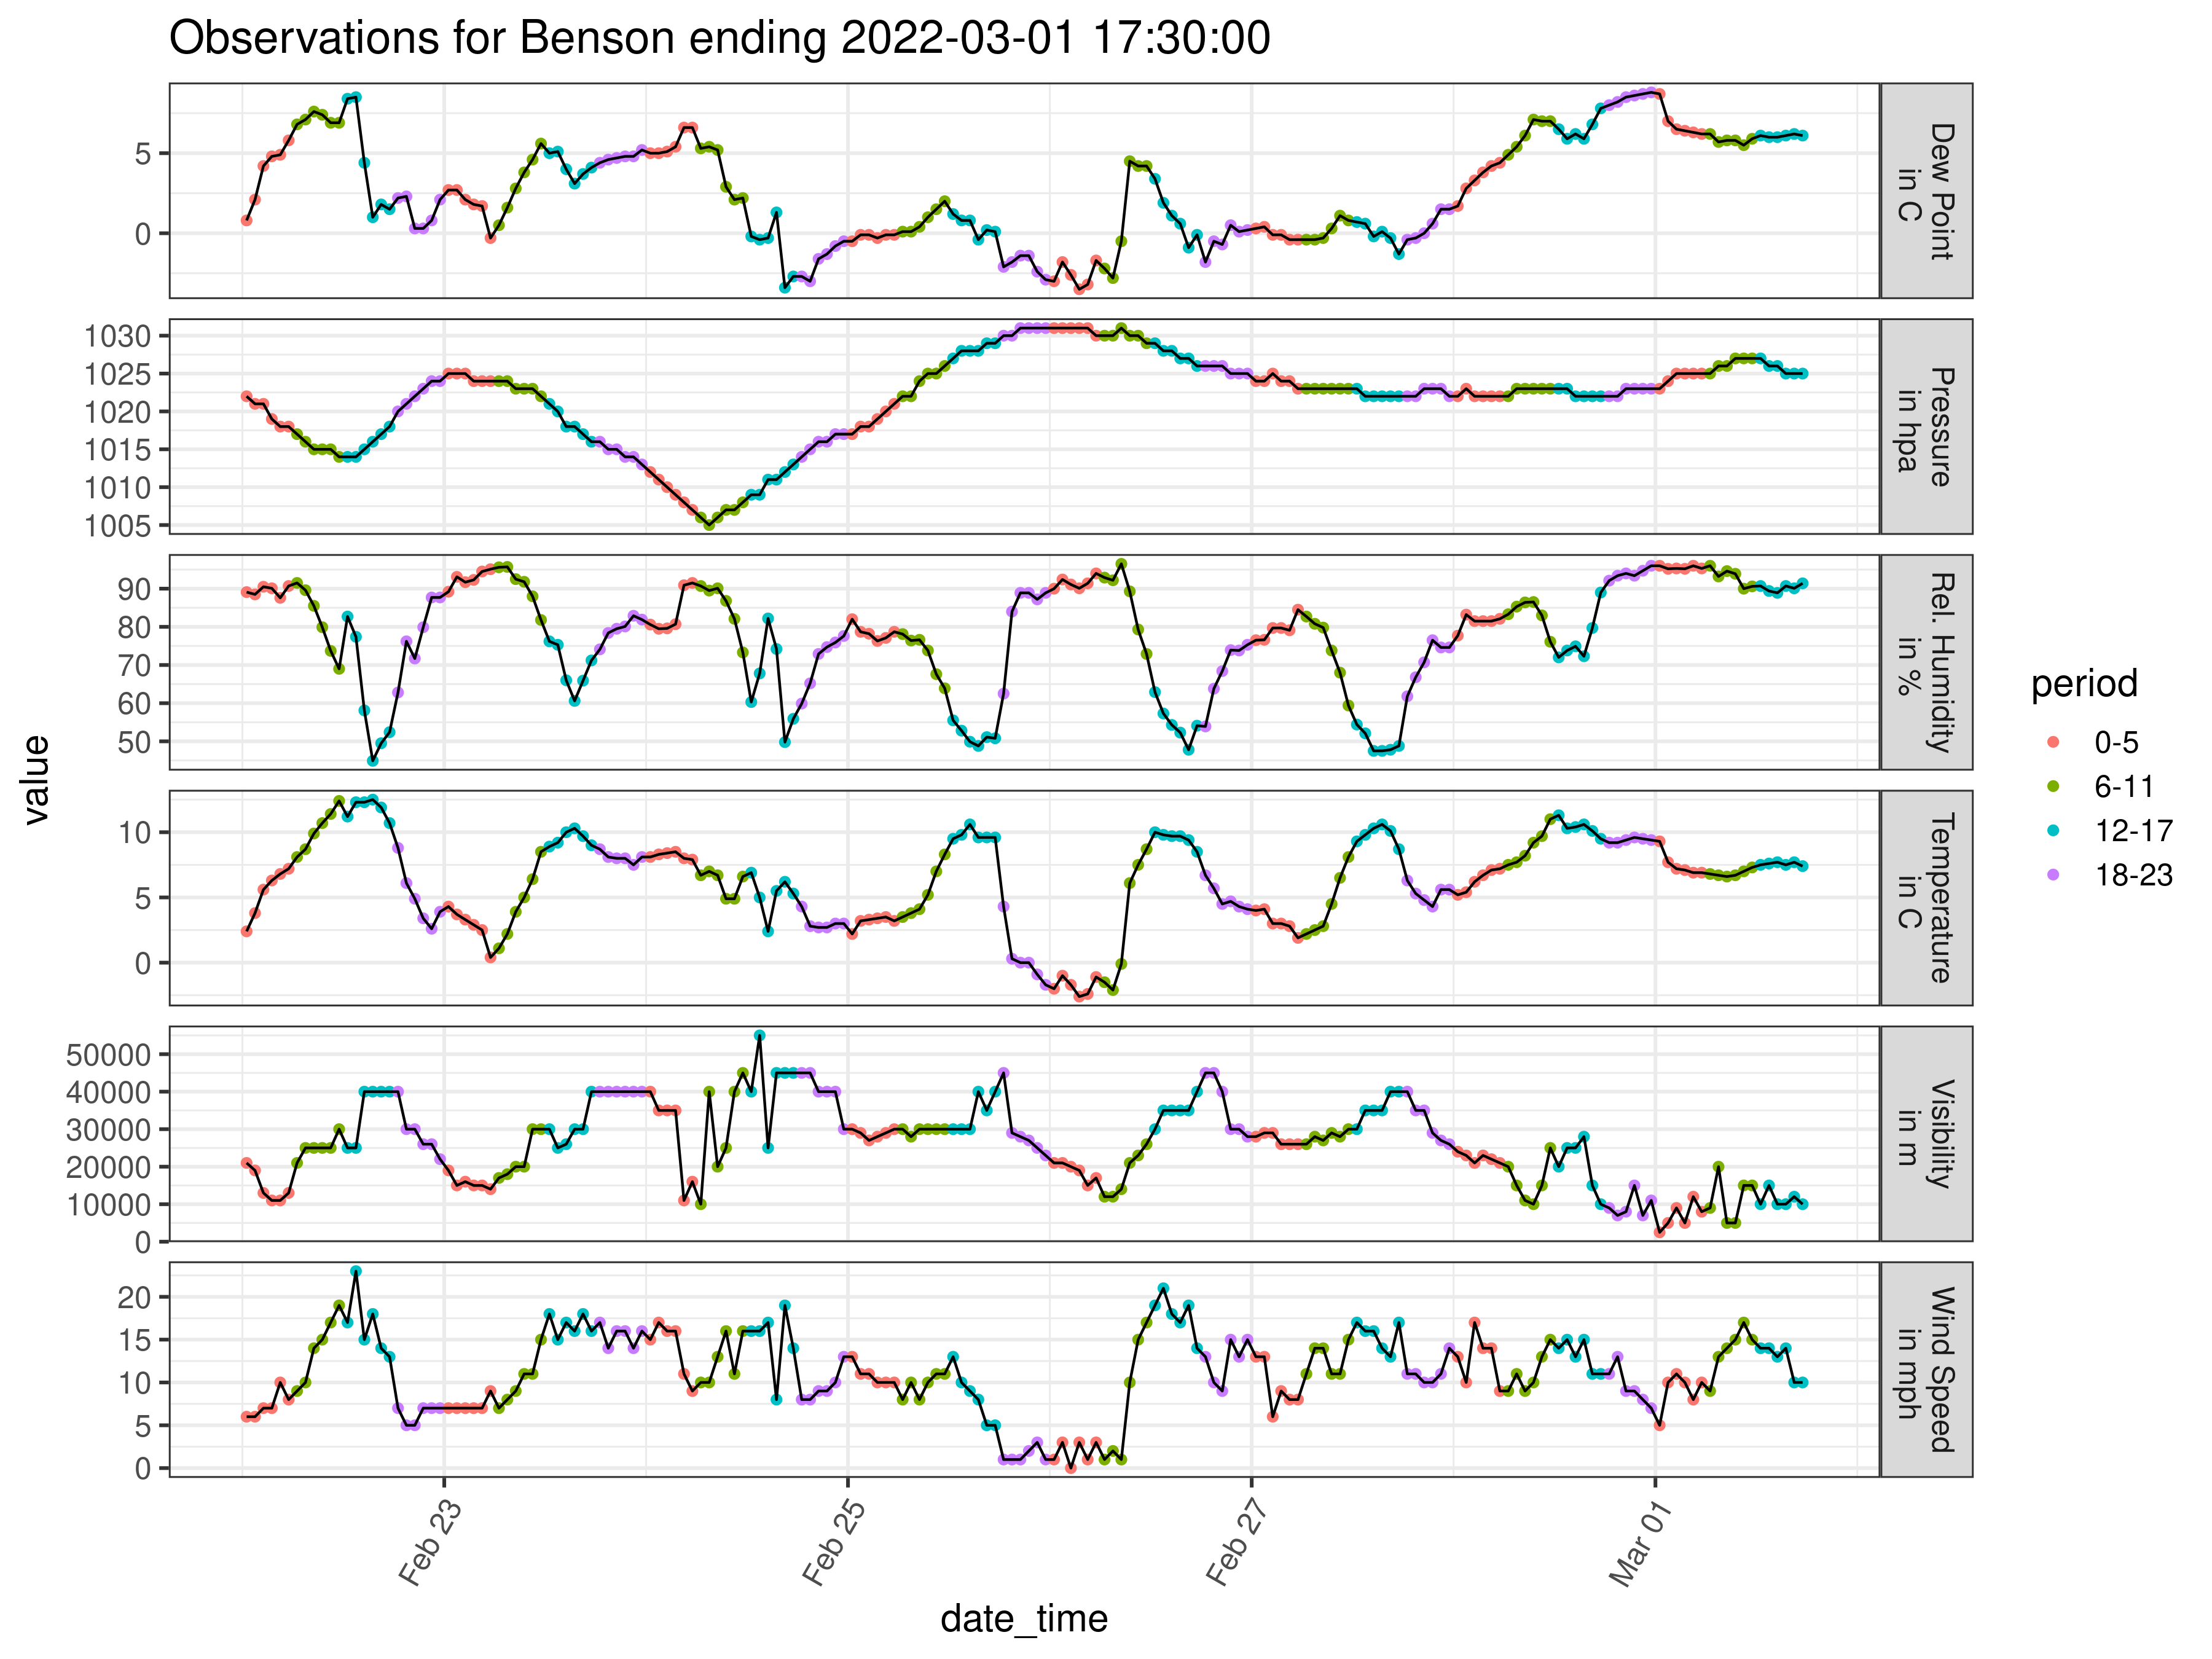 Observations for Benson ending 2022-03-01 17:30:00
value
5
0
Dew Point
in C
1030
1025
1020
1015
1010
1005
Pressure
in hpa
90
80
70
60
50
Rel. Humidity
in %
10
5
0
Temperature
in C
50000
40000
30000
20000
10000
0
Visibility
in m
20
15
10
5
0
Wind Speed
in mph
Feb 23
Feb 25
Feb 27
Mar 01
date_time
period
0-5
6-11
12-17
18-23